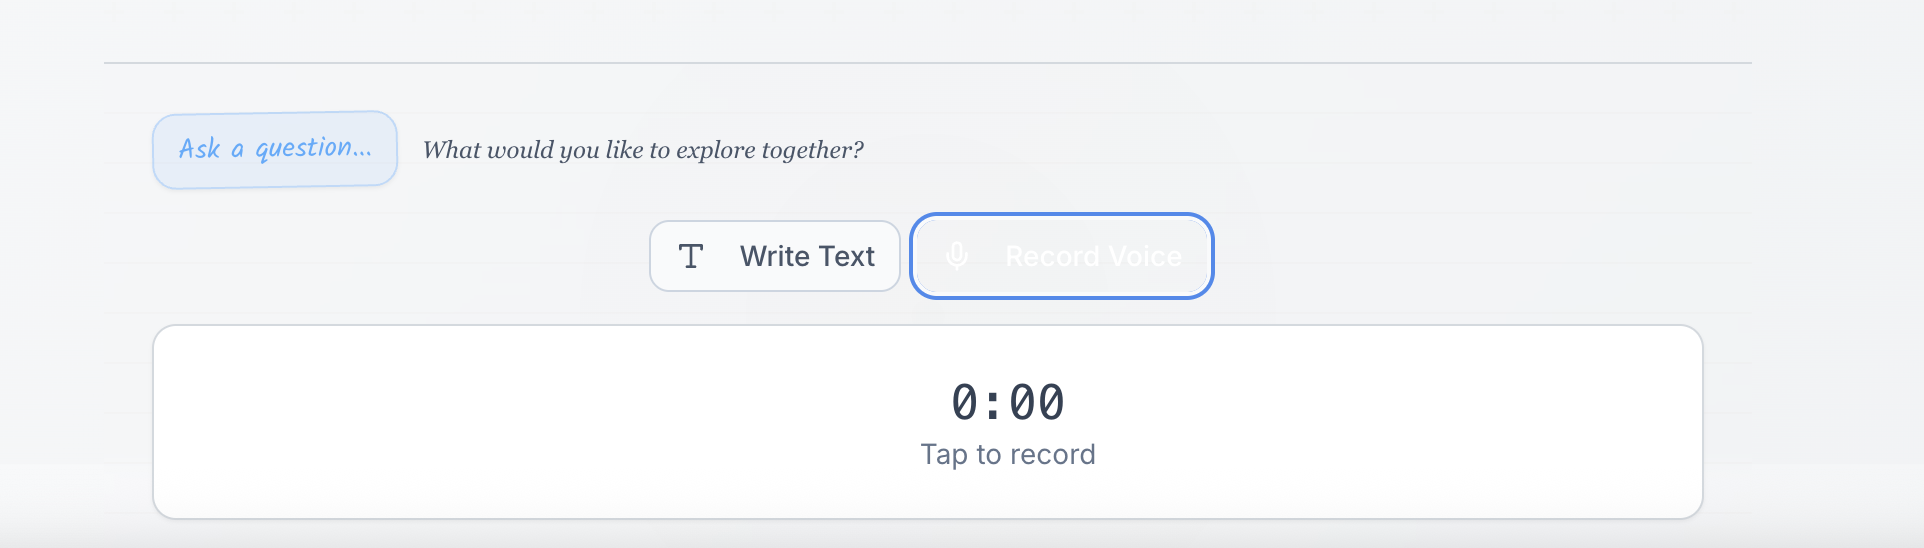 Ask a question...
What would you like to explore together?
Write Text
Record Voice
0:00
Tap to record